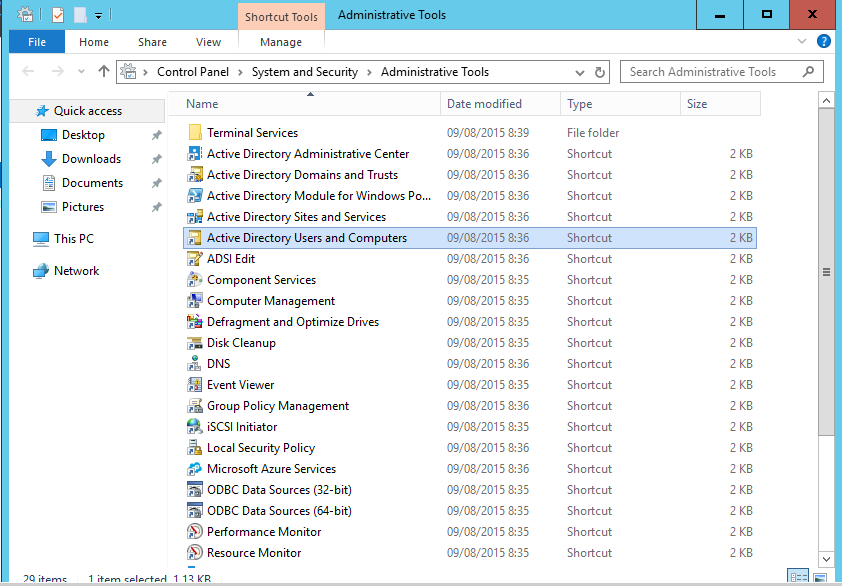 Shortcut Tools
Administrative Tools
File Home Share View Manage
Control Panel System and Security Administrative Tools
Search Administrative Tools
Name Date modified Type Size
Quick access
Desktop
Downloads
Documents
Pictures
This PC
Network
Terminal Services 09/08/2015 8:39 File folder
Active Directory Administrative Center 09/08/2015 8:36 Shortcut 2 KB
Active Directory Domains and Trusts 09/08/2015 8:36 Shortcut 2 KB
Active Directory Module for Windows Po... 09/08/2015 8:36 Shortcut 2 KB
Active Directory Sites and Services 09/08/2015 8:36 Shortcut 2 KB
Active Directory Users and Computers 09/08/2015 8:36 Shortcut 2 KB
ADSI Edit 09/08/2015 8:36 Shortcut 2 KB
Component Services 09/08/2015 8:35 Shortcut 2 KB
Computer Management 09/08/2015 8:35 Shortcut 2 KB
Defragment and Optimize Drives 09/08/2015 8:35 Shortcut 2 KB
Disk Cleanup 09/08/2015 8:35 Shortcut 2 KB
DNS 09/08/2015 8:36 Shortcut 2 KB
Event Viewer 09/08/2015 8:35 Shortcut 2 KB
Group Policy Management 09/08/2015 8:36 Shortcut 2 KB
iSCSI Initiator 09/08/2015 8:35 Shortcut 2 KB
Local Security Policy 09/08/2015 8:36 Shortcut 2 KB
Microsoft Azure Services 09/08/2015 8:36 Shortcut 2 KB
ODBC Data Sources (32-bit) 09/08/2015 8:35 Shortcut 2 KB
ODBC Data Sources (64-bit) 09/08/2015 8:35 Shortcut 2 KB
Performance Monitor 09/08/2015 8:35 Shortcut 2 KB
Resource Monitor 09/08/2015 8:35 Shortcut 2 KB
29 items 1 item selected 1.13 KB